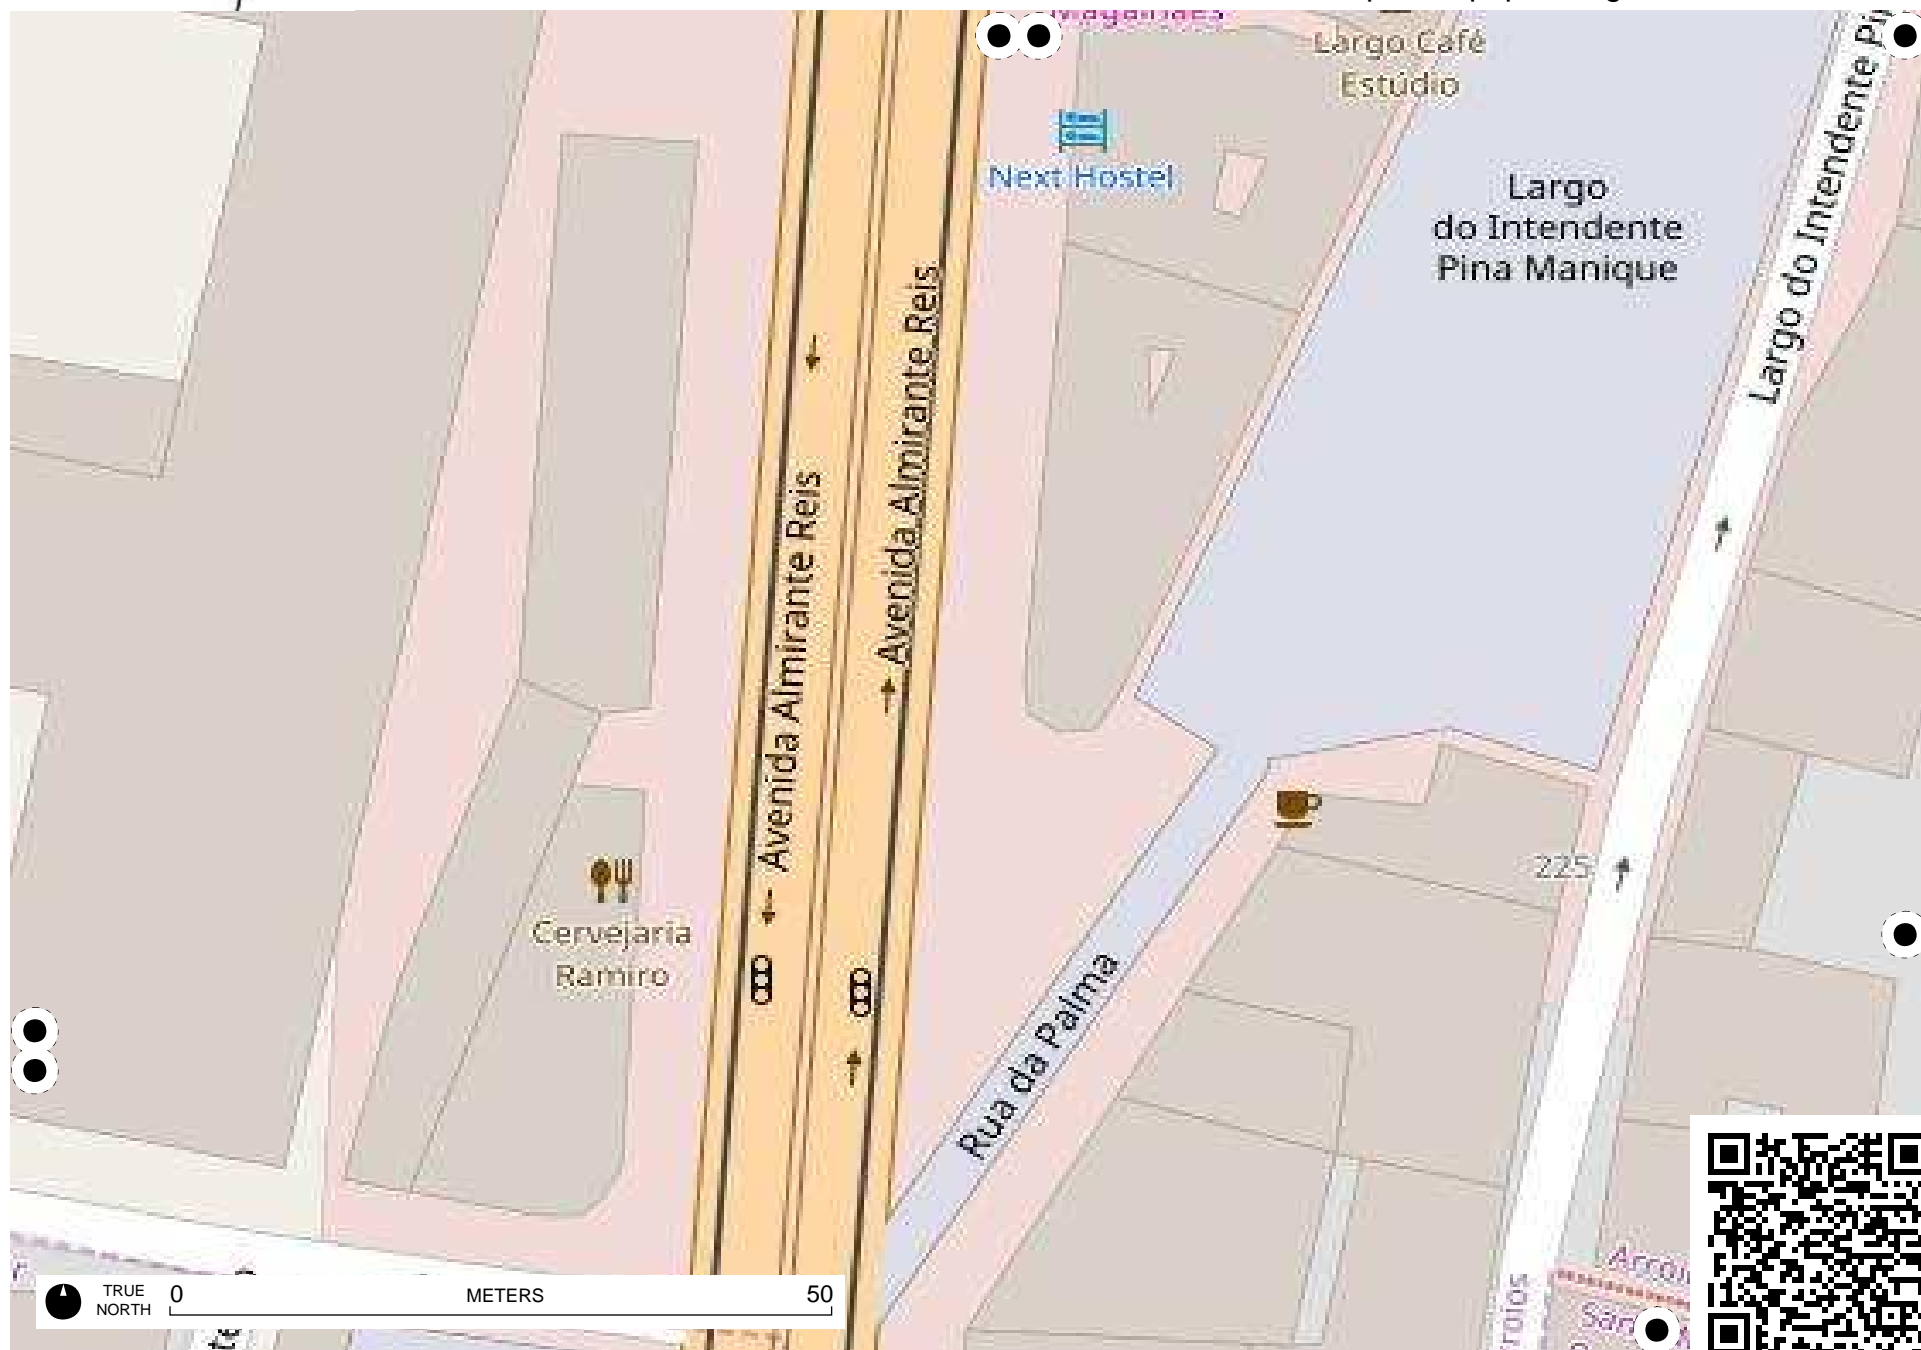 Largo Café
Estúdio
Next Hostel
Largo
do Intendente
Pina Manique
Largo do Intendente
Avenida Almirante Reis
Avenida Almirante Reis
Cervejaria
Ramiro
225
Rua da Palma
TRUE
NORTH
0
METERS
50